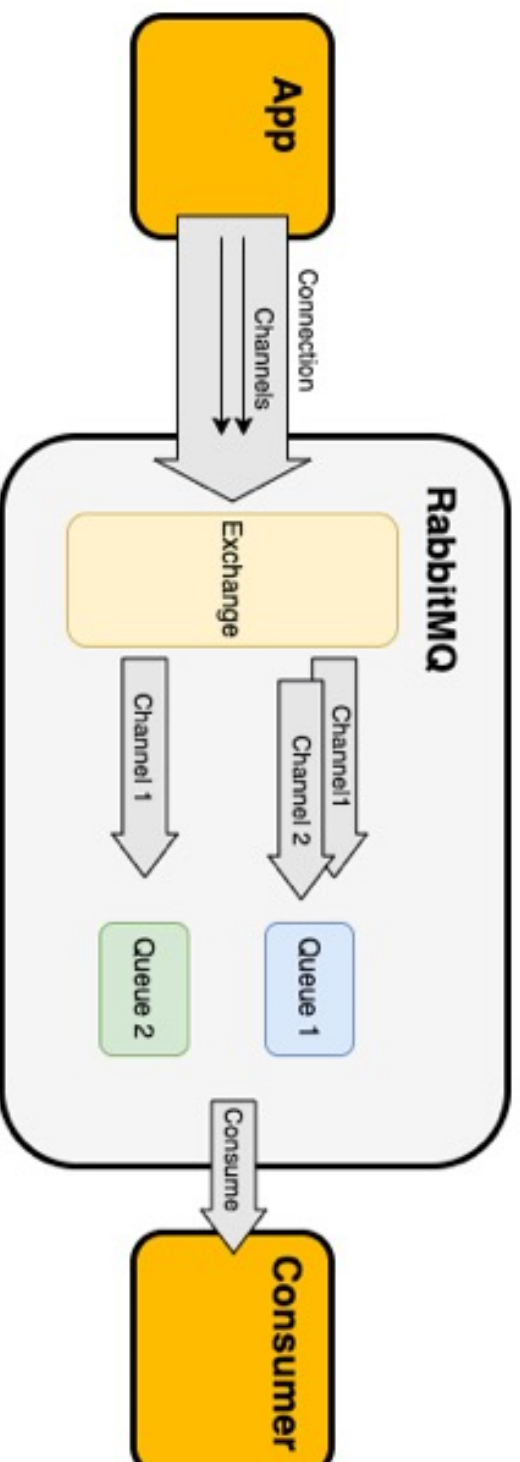 App
Connection
Channels
RabbitMQ
Exchange
Channel1
Channel 2
Channel 1
Queue 1
Queue 2
Consume
Consumer